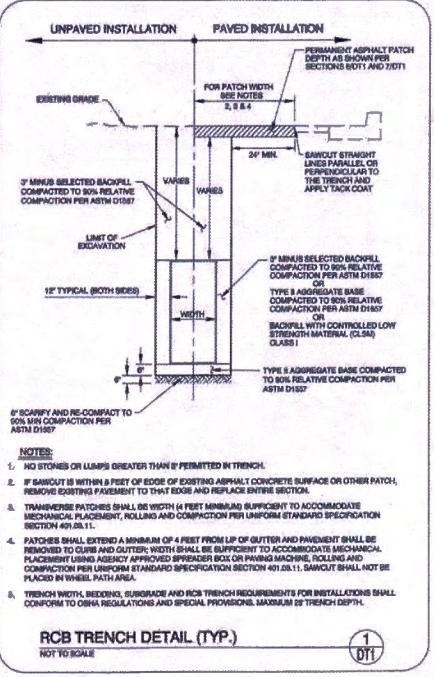 UNPAVED INSTALLATION
PAVED INSTALLATION
PERMANENT ASPHALT PATCH
DEPTH AS SHOWN PER
SECTIONS 6/DT1 AND 7/DT1
FOR PATCH WIDTH
SEE NOTES
2, 3 & 4
EXISTING GRADE
24" MIN.
SAWCUT STRAIGHT
LINES PARALLEL OR
PERPENDICULAR TO
THE TRENCH AND
APPLY TACK COAT
VARIES
VARIES
3" MINUS SELECTED BACKFILL
COMPACTED TO 90% RELATIVE
COMPACTION PER ASTM D1557
LIMIT OF
EXCAVATION
3" MINUS SELECTED BACKFILL
COMPACTED TO 90% RELATIVE
COMPACTION PER ASTM D1557
OR
TYPE II AGGREGATE BASE
COMPACTED TO 90% RELATIVE
COMPACTION PER ASTM D1557
OR
BACKFILL WITH CONTROLLED LOW
STRENGTH MATERIAL (CLSM)
CLASS I
12" TYPICAL (BOTH SIDES)
WIDTH
6"
6"
TYPE II AGGREGATE BASE COMPACTED
TO 90% RELATIVE COMPACTION PER
ASTM D1557
6" SCARIFY AND RE-COMPACT TO
90% MIN COMPACTION PER
ASTM D1557
NOTES:
1. NO STONES OR LUMPS GREATER THAN PERMITTED IN TRENCH.
2. IF SAWCUT IS WITHIN FEET OF EDGE OF EXISTING ASPHALT CONCRETE SURFACE OR OTHER PATCH,
REMOVE EXISTING PAVEMENT TO THAT EDGE AND REPLACE ENTIRE SECTION.
3. TRANSVERSE PATCHES SHALL BE WIDTH (4 FEET MINIMUM) SUFFICIENT TO ACCOMMODATE
MECHANICAL PLACEMENT, ROLLING AND COMPACTION PER UNIFORM STANDARD SPECIFICATION
SECTION 401.03.11.
4. PATCHES SHALL EXTEND A MINIMUM OF 4 FEET FROM LIP OF GUTTER AND PAVEMENT SHALL BE
REMOVED TO CURB AND GUTTER; WIDTH SHALL BE SUFFICIENT TO ACCOMMODATE MECHANICAL
PLACEMENT USING AGENCY APPROVED SPREADER BOX OR PAVING MACHINE, ROLLING AND
COMPACTION PER UNIFORM STANDARD SPECIFICATION SECTION 401.03.11. SAWCUT SHALL NOT BE
PLACED IN WHEEL PATH AREA.
5. TRENCH WIDTH, BEDDING, SUBGRADE AND RCB TRENCH REQUIREMENTS FOR INSTALLATIONS SHALL
CONFORM TO OSHA REGULATIONS AND SPECIAL PROVISIONS. MAXIMUM TRENCH DEPTH.
RCB TRENCH DETAIL (TYP.)
NOT TO SCALE
1
DT1